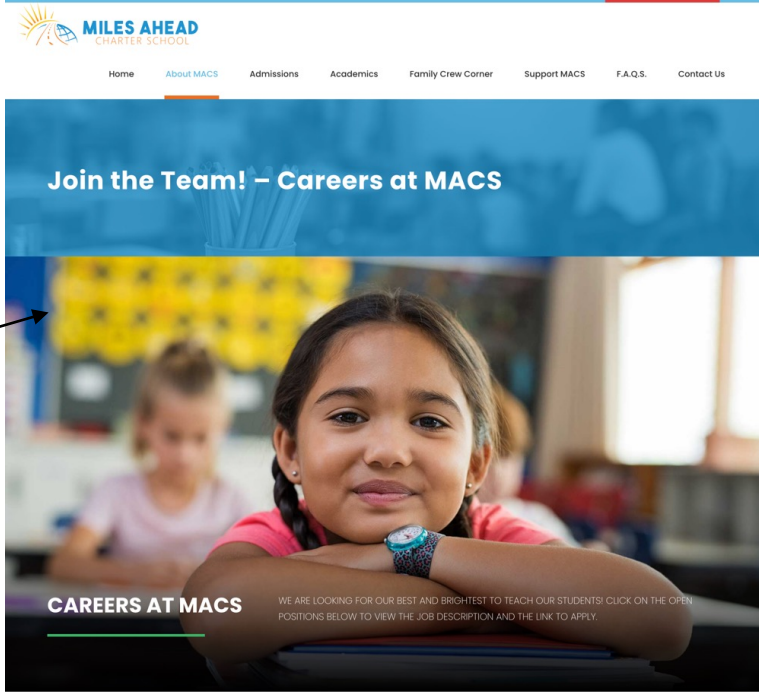 MILES AHEAD
CHARTER SCHOOL
Home About MACS Admissions Academics Family Crew Corner Support MACS F.A.Q.S. Contact Us
Join the Team! – Careers at MACS
CAREERS AT MACS
WE ARE LOOKING FOR OUR BEST AND BRIGHTEST TO TEACH OUR STUDENTS! CLICK ON THE OPEN
POSITIONS BELOW TO VIEW THE JOB DESCRIPTION AND THE LINK TO APPLY.